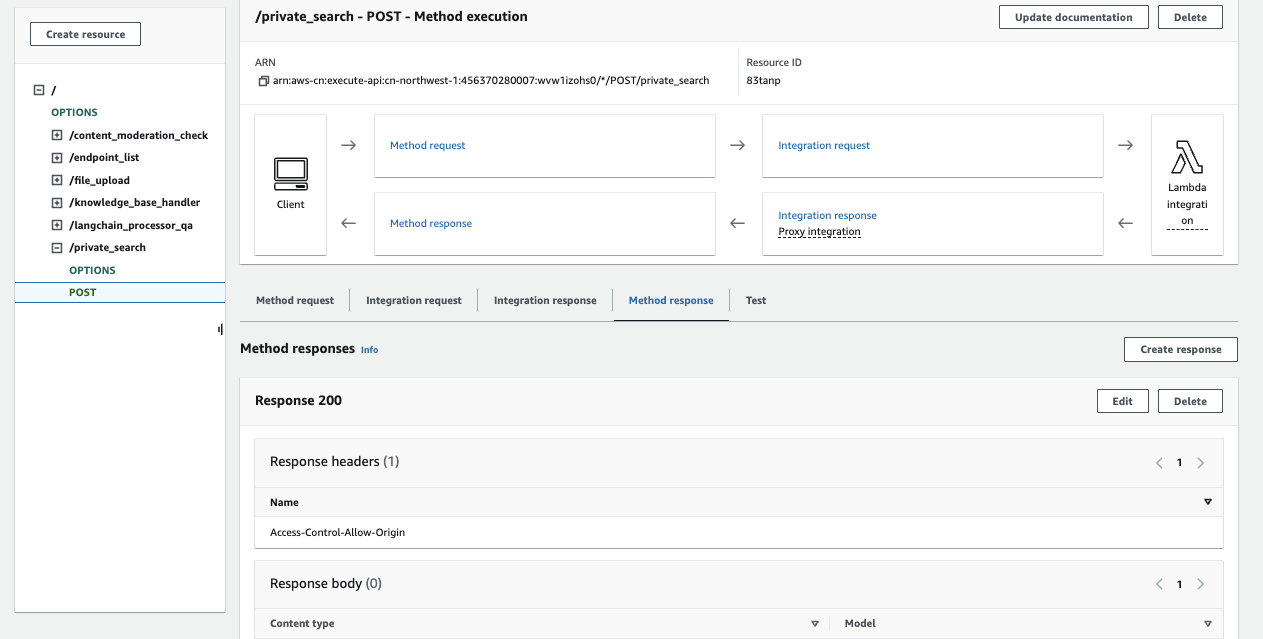 Create resource
/
OPTIONS
/content_moderation_check
/endpoint_list
/file_upload
/knowledge_base_handler
/langchain_processor_qa
/private_search
OPTIONS
POST
/private_search - POST - Method execution
Update documentation
Delete
ARN
arn:aws-cn:execute-api:cn-northwest-1:456370280007:wvw1izohs0/*/POST/private_search
Resource ID
83tanp
Client
Method request
Integration request
Method response
Integration response
Proxy integration
Lambda
integrati
on
Method request
Integration request
Integration response
Method response
Test
Method responses Info
Create response
Response 200
Edit
Delete
Response headers (1)
1
Name
Access-Control-Allow-Origin
Response body (0)
1
Content type
Model